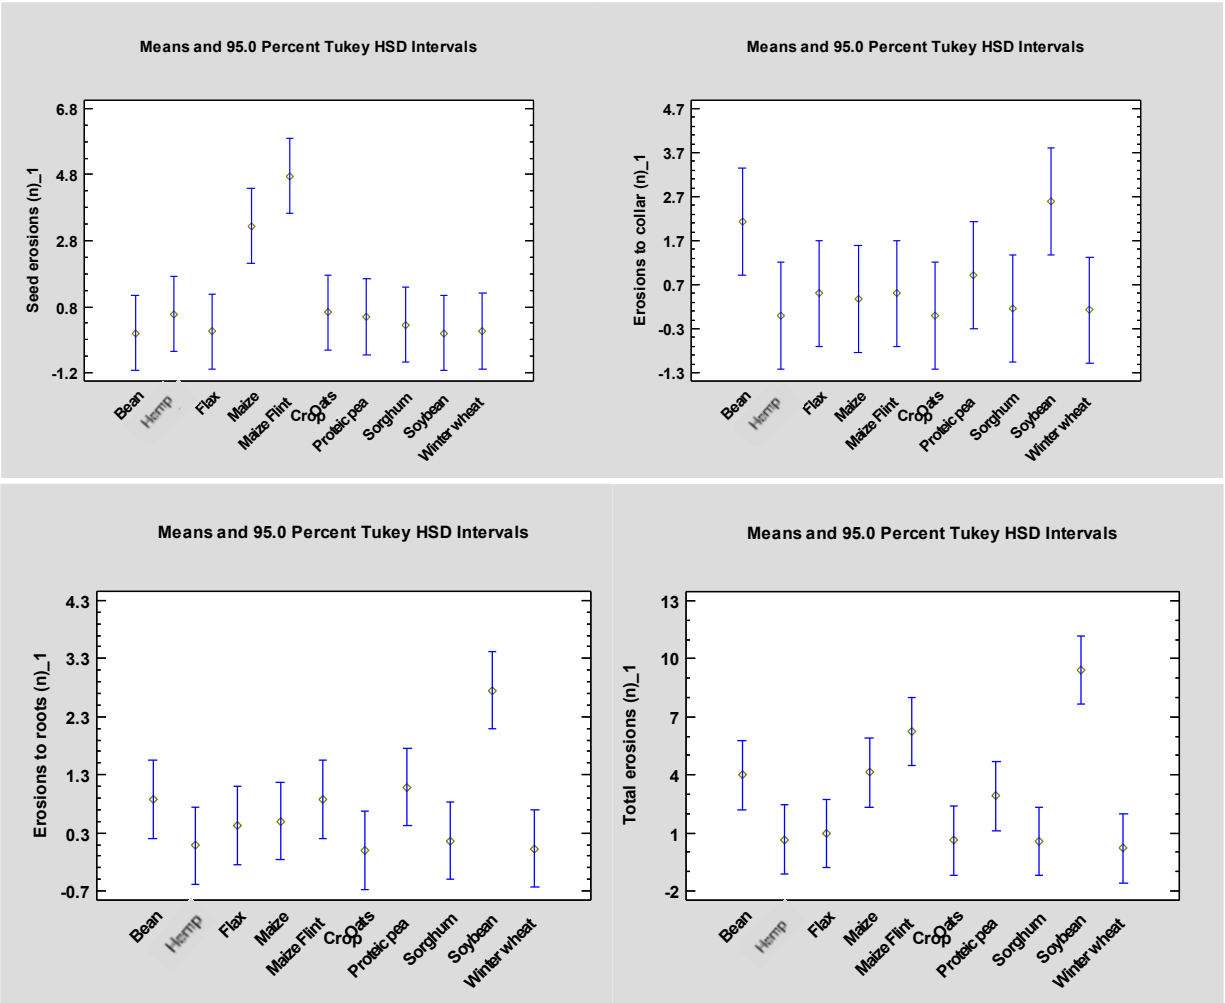 Means and 95.0 Percent Tukey HSD Intervals
Seed erosions (n)_1
6.8
4.8
2.8
0.8
-1.2
Bean
Hemp
Flax
Maize
Maize Flint
Oats
Proteic pea
Sorghum
Soybean
Winter wheat
Crop
Means and 95.0 Percent Tukey HSD Intervals
Erosions to collar (n)_1
4.7
3.7
2.7
1.7
0.7
-0.3
-1.3
Bean
Hemp
Flax
Maize
Maize Flint
Oats
Proteic pea
Sorghum
Soybean
Winter wheat
Crop
Means and 95.0 Percent Tukey HSD Intervals
Erosions to roots (n)_1
4.3
3.3
2.3
1.3
0.3
-0.7
Bean
Hemp
Flax
Maize
Maize Flint
Oats
Proteic pea
Sorghum
Soybean
Winter wheat
Crop
Means and 95.0 Percent Tukey HSD Intervals
Total erosions (n)_1
13
10
7
4
1
-2
Bean
Hemp
Flax
Maize
Maize Flint
Oats
Proteic pea
Sorghum
Soybean
Winter wheat
Crop